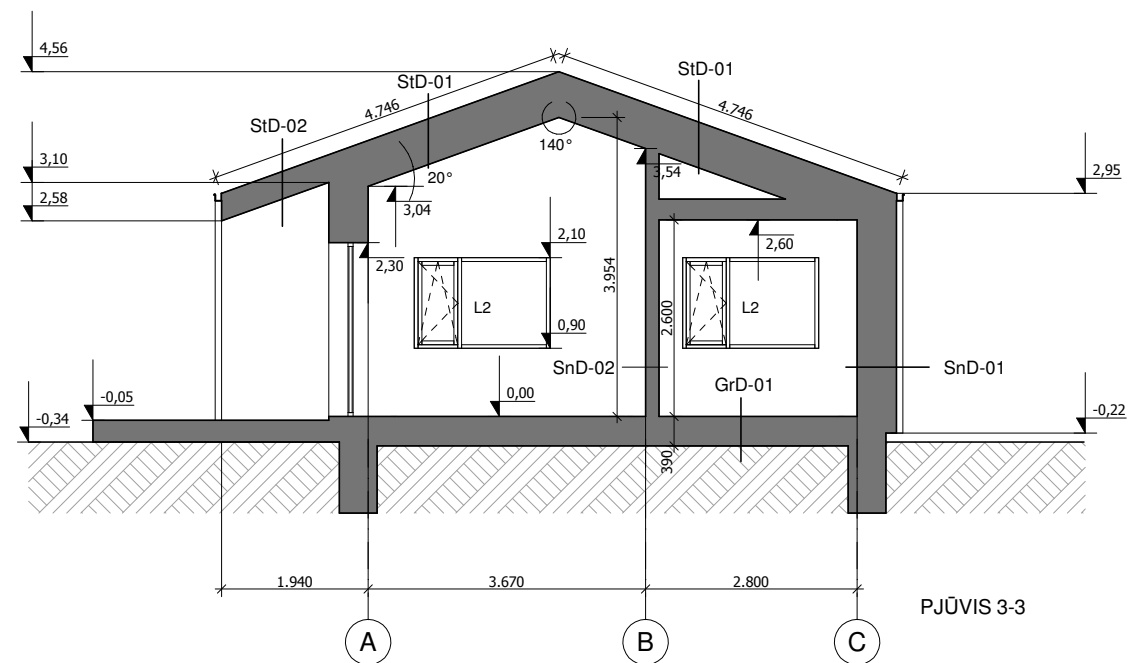 4,56
StD-01
StD-01
4.746
4.746
StD-02
140°
3,10
3,54
2,95
20°
2,58
3,04
2,10
2,60
2,30
3.954
2.600
L2
L2
0,90
SnD-02
SnD-01
GrD-01
0,00
-0,05
-0,34
-0,22
390
1.940
3.670
2.800
PJŪVIS 3-3
A
B
C